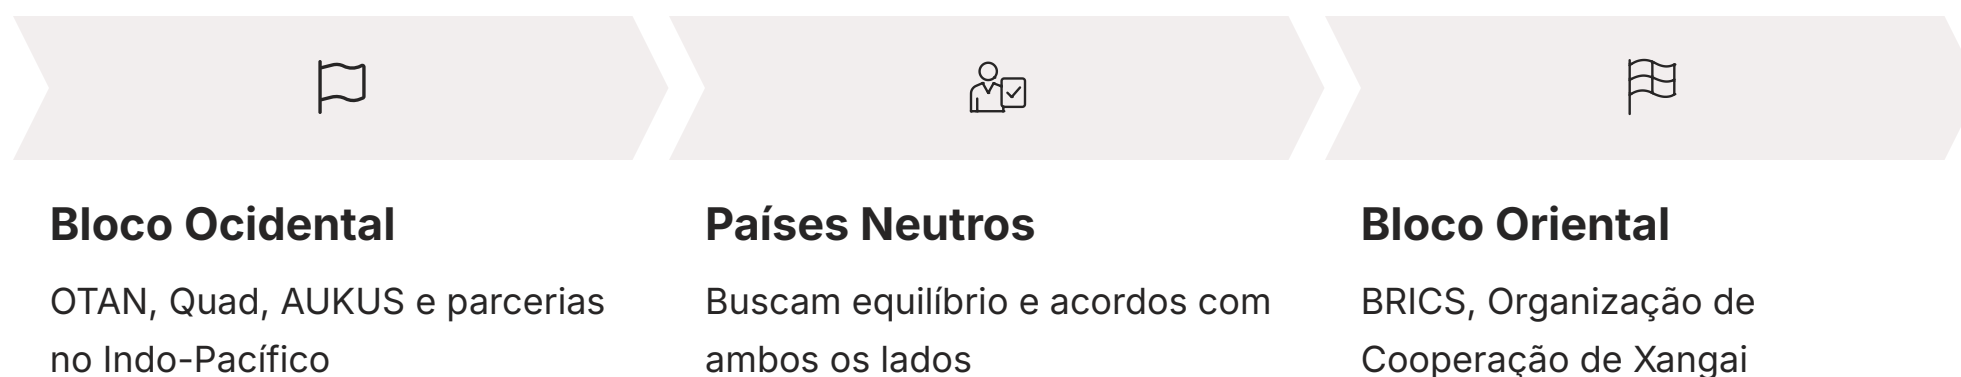 Bloco Ocidental
OTAN, Quad, AUKUS e parcerias
no Indo-Pacífico
Países Neutros
Buscam equilíbrio e acordos com
ambos os lados
Bloco Oriental
BRICS, Organização de
Cooperação de Xangai